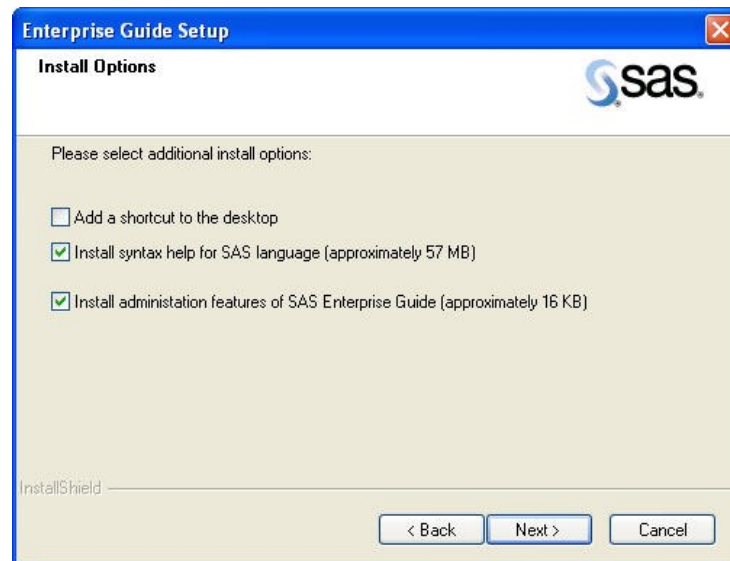 Enterprise Guide Setup
Install Options
sas
Please select additional install options:
Add a shortcut to the desktop
Install syntax help for SAS language (approximately 57 MB)
Install administation features of SAS Enterprise Guide (approximately 16 KB)
InstallShield
< Back
Next >
Cancel